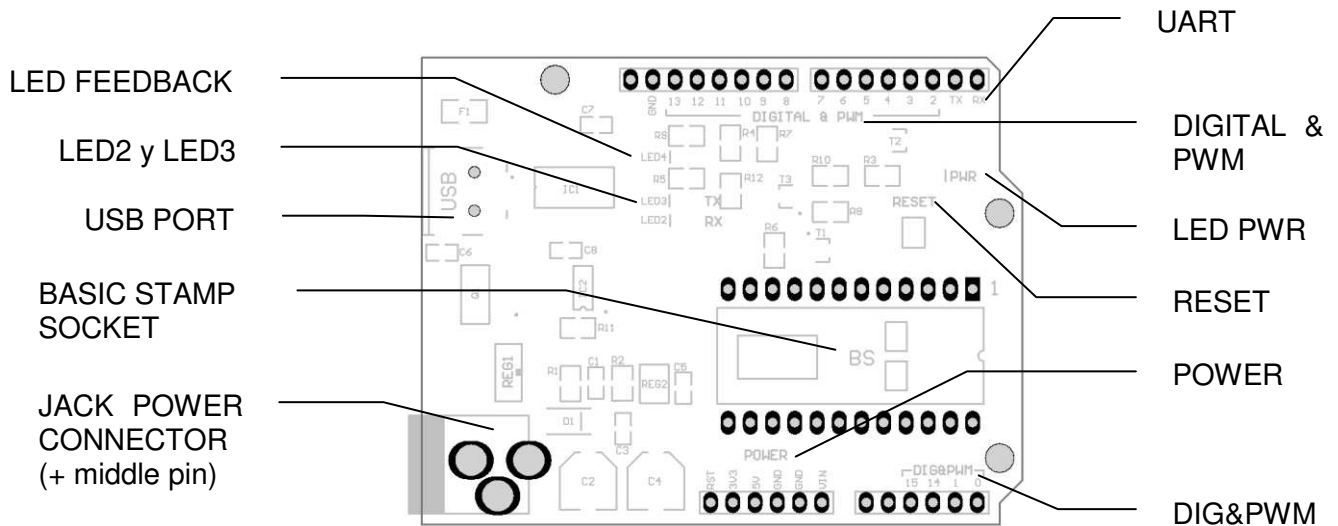 UART
LED FEEDBACK
GND 13 12 11 10 9 8 7 6 5 4 3 2 TX RX
DIGITAL & PWM
F1
C7
R9
R4
R7
T2
DIGITAL &
PWM
LED2 y LED3
LED4
R10
R3
PWR
USB
IC1
R5
R12
T3
LED3
TX
RESET
USB PORT
LED2
RX
R8
LED PWR
R6
T1
C6
C8
BASIC STAMP
SOCKET
IC2
1
RESET
R11
BS
REG1
R1
C1
R2
REG2
C5
POWER
JACK POWER
CONNECTOR
(+ middle pin)
D1
C3
POWER
DIG&PWM
RST 3V3 5V GND GND VIN
15 14 1 0
C2
C4
DIG&PWM